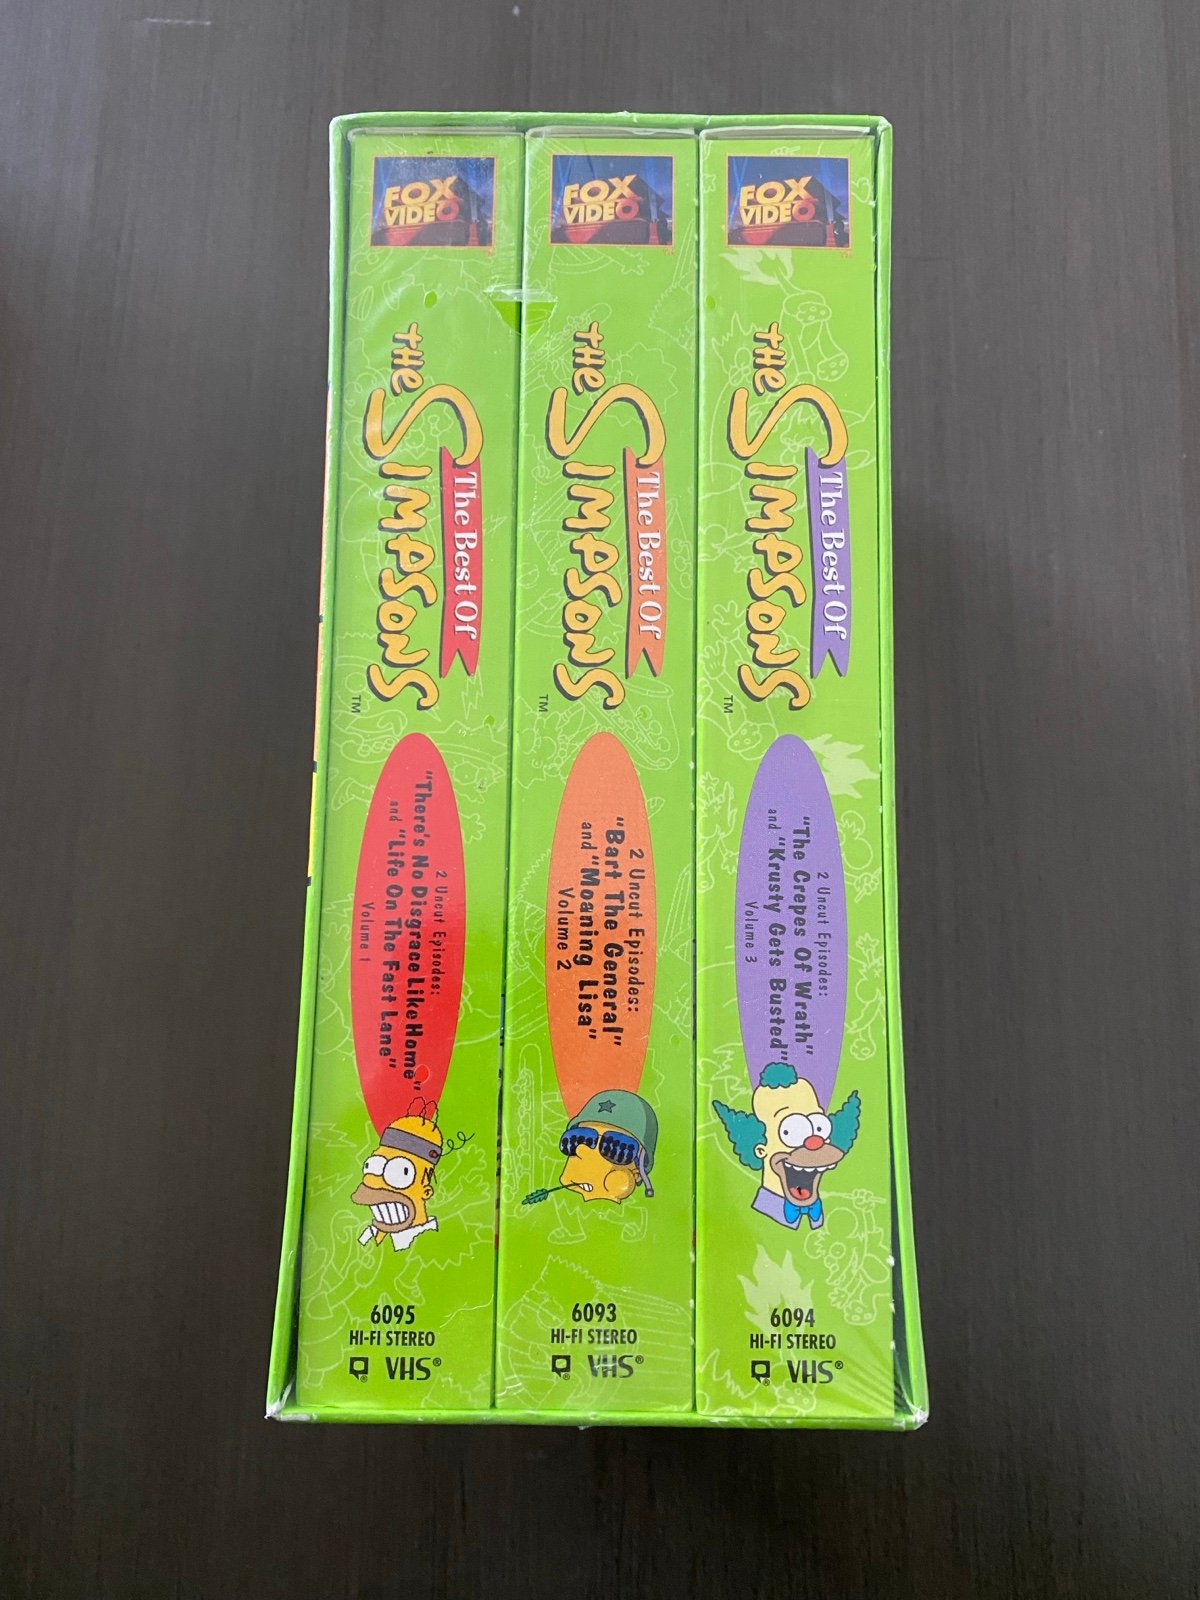 FOX
VIDEO
The Best Of
THE SIMPSONS
TM
2 Uncut Episodes:
"There's No Disgrace Like Home"
and "Life On The Fast Lane"
Volume 1
6095
HI-FI STEREO
VHS®
FOX
VIDEO
The Best Of
THE SIMPSONS
TM
2 Uncut Episodes:
"Bart The General"
and "Moaning Lisa"
Volume 2
6093
HI-FI STEREO
VHS®
FOX
VIDEO
The Best Of
THE SIMPSONS
TM
2 Uncut Episodes:
"The Crepes Of Wrath"
and "Krusty Gets Busted"
Volume 3
6094
HI-FI STEREO
VHS®